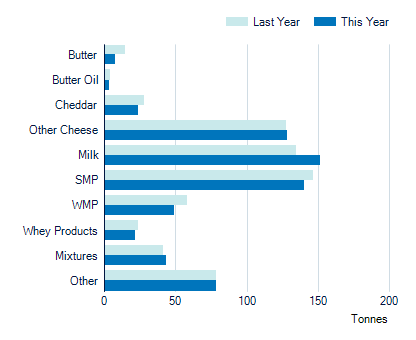 Last Year This Year
Butter
Butter Oil
Cheddar
Other Cheese
Milk
SMP
WMP
Whey Products
Mixtures
Other
0 50 100 150 200
Tonnes